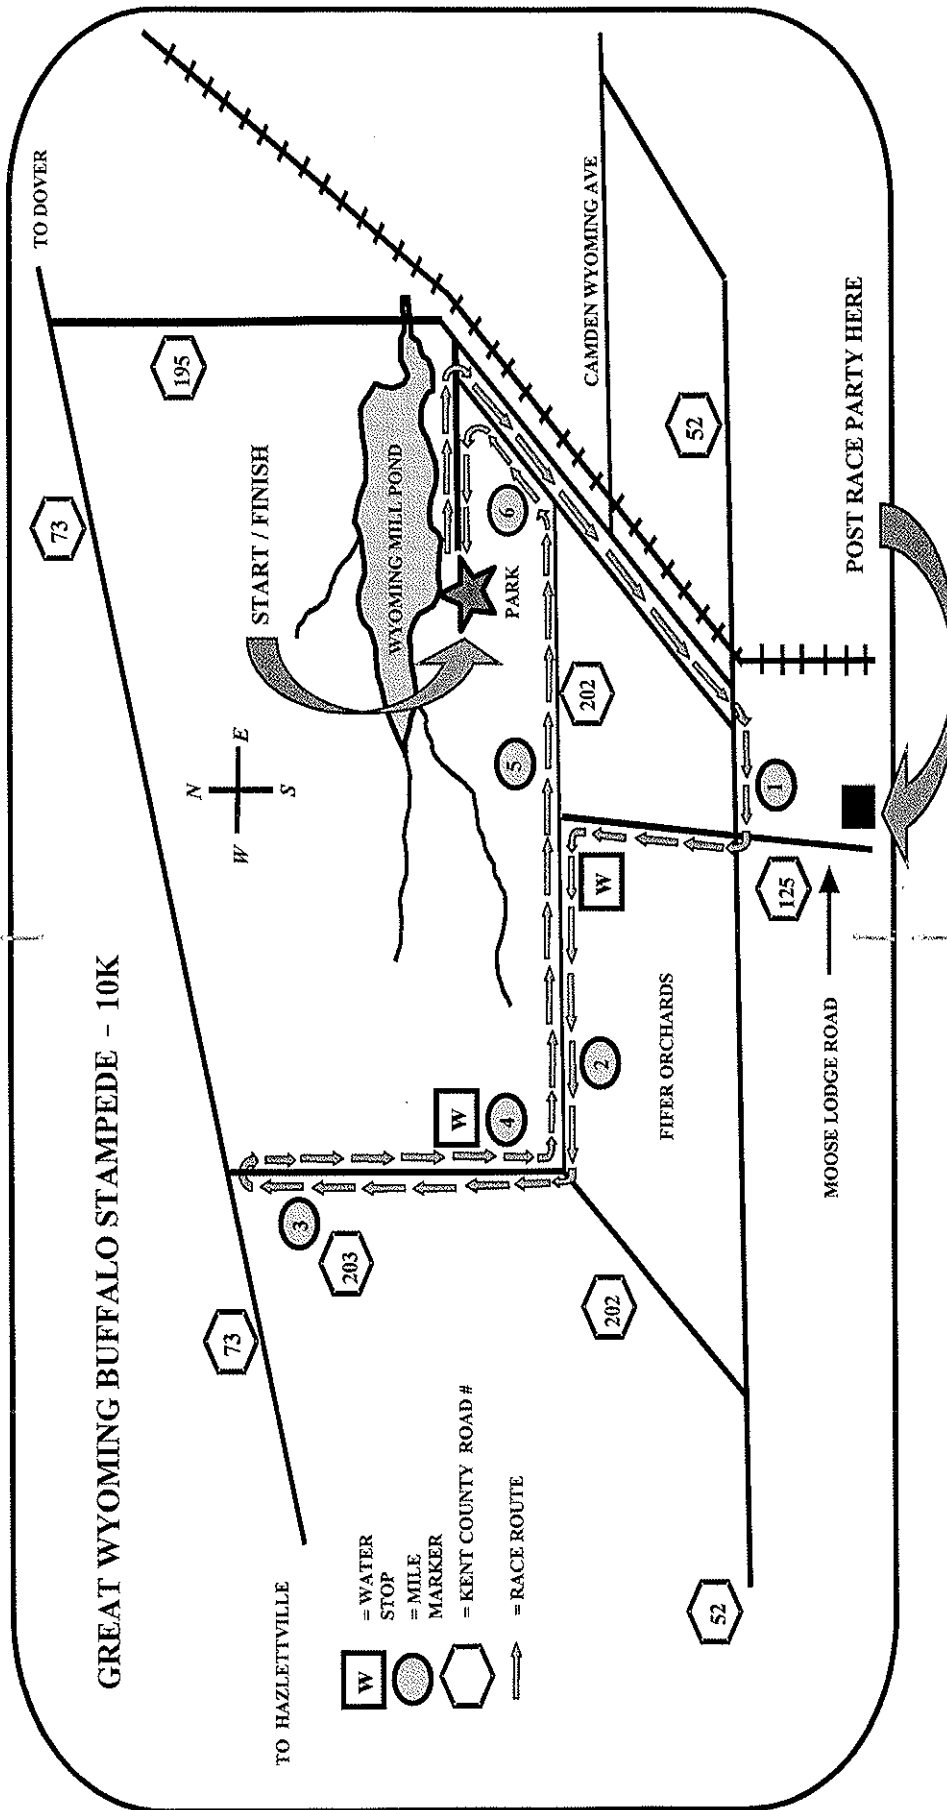 GREAT WYOMING BUFFALO STAMPEDE - 10K
TO DOVER
73
195
N
W
E
S
START / FINISH
WYOMING MILL POND
PARK
TO HAZLETTVILLE
73
3
203
W
4
5
6
202
CAMDEN WYOMING AVE
2
W
202
FIFER ORCHARDS
52
1
125
MOOSE LODGE ROAD
POST RACE PARTY HERE
52
W
= WATER
STOP
= MILE
MARKER
= KENT COUNTY ROAD #
= RACE ROUTE